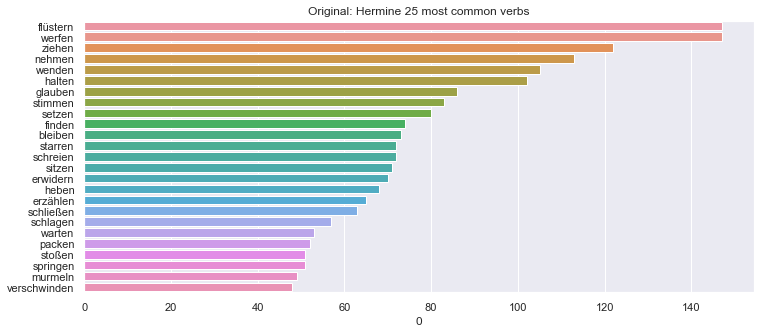 Original: Hermine 25 most common verbs
flüstern
werfen
ziehen
nehmen
wenden
halten
glauben
stimmen
setzen
finden
bleiben
starren
schreien
sitzen
erwidern
heben
erzählen
schließen
schlagen
warten
packen
stoßen
springen
murmeln
verschwinden
0 20 40 60 80 100 120 140
0